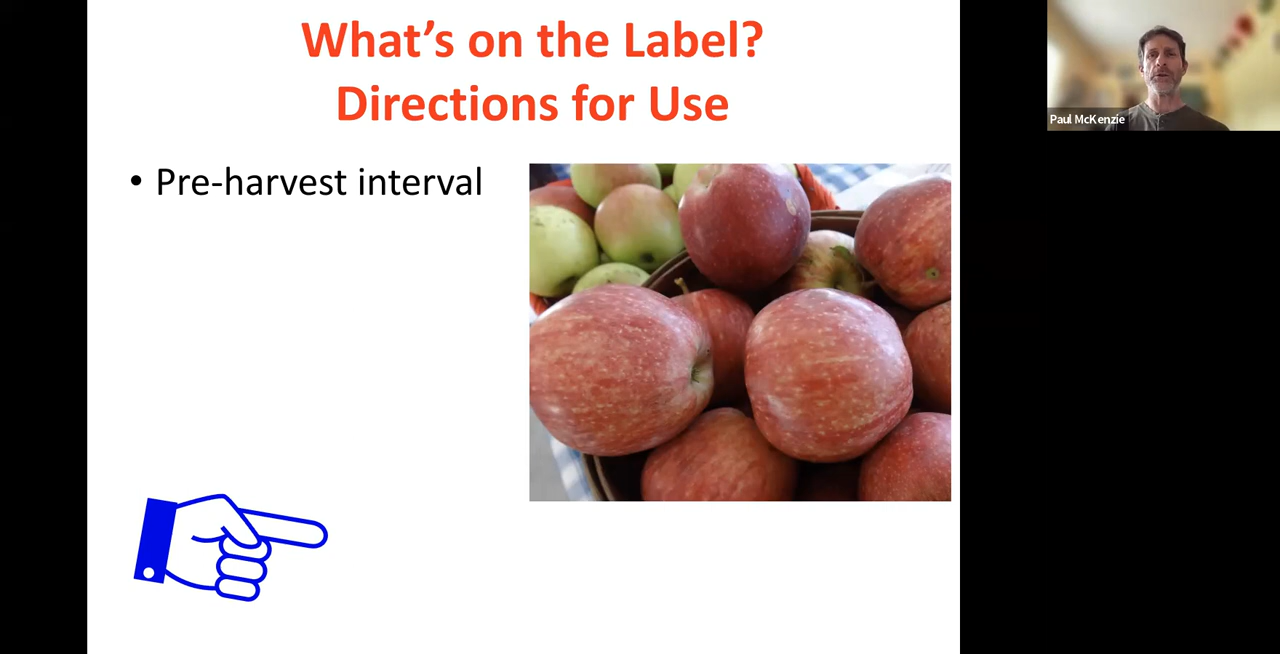 What’s on the Label?
Directions for Use
• Pre-harvest interval
Paul McKenzie